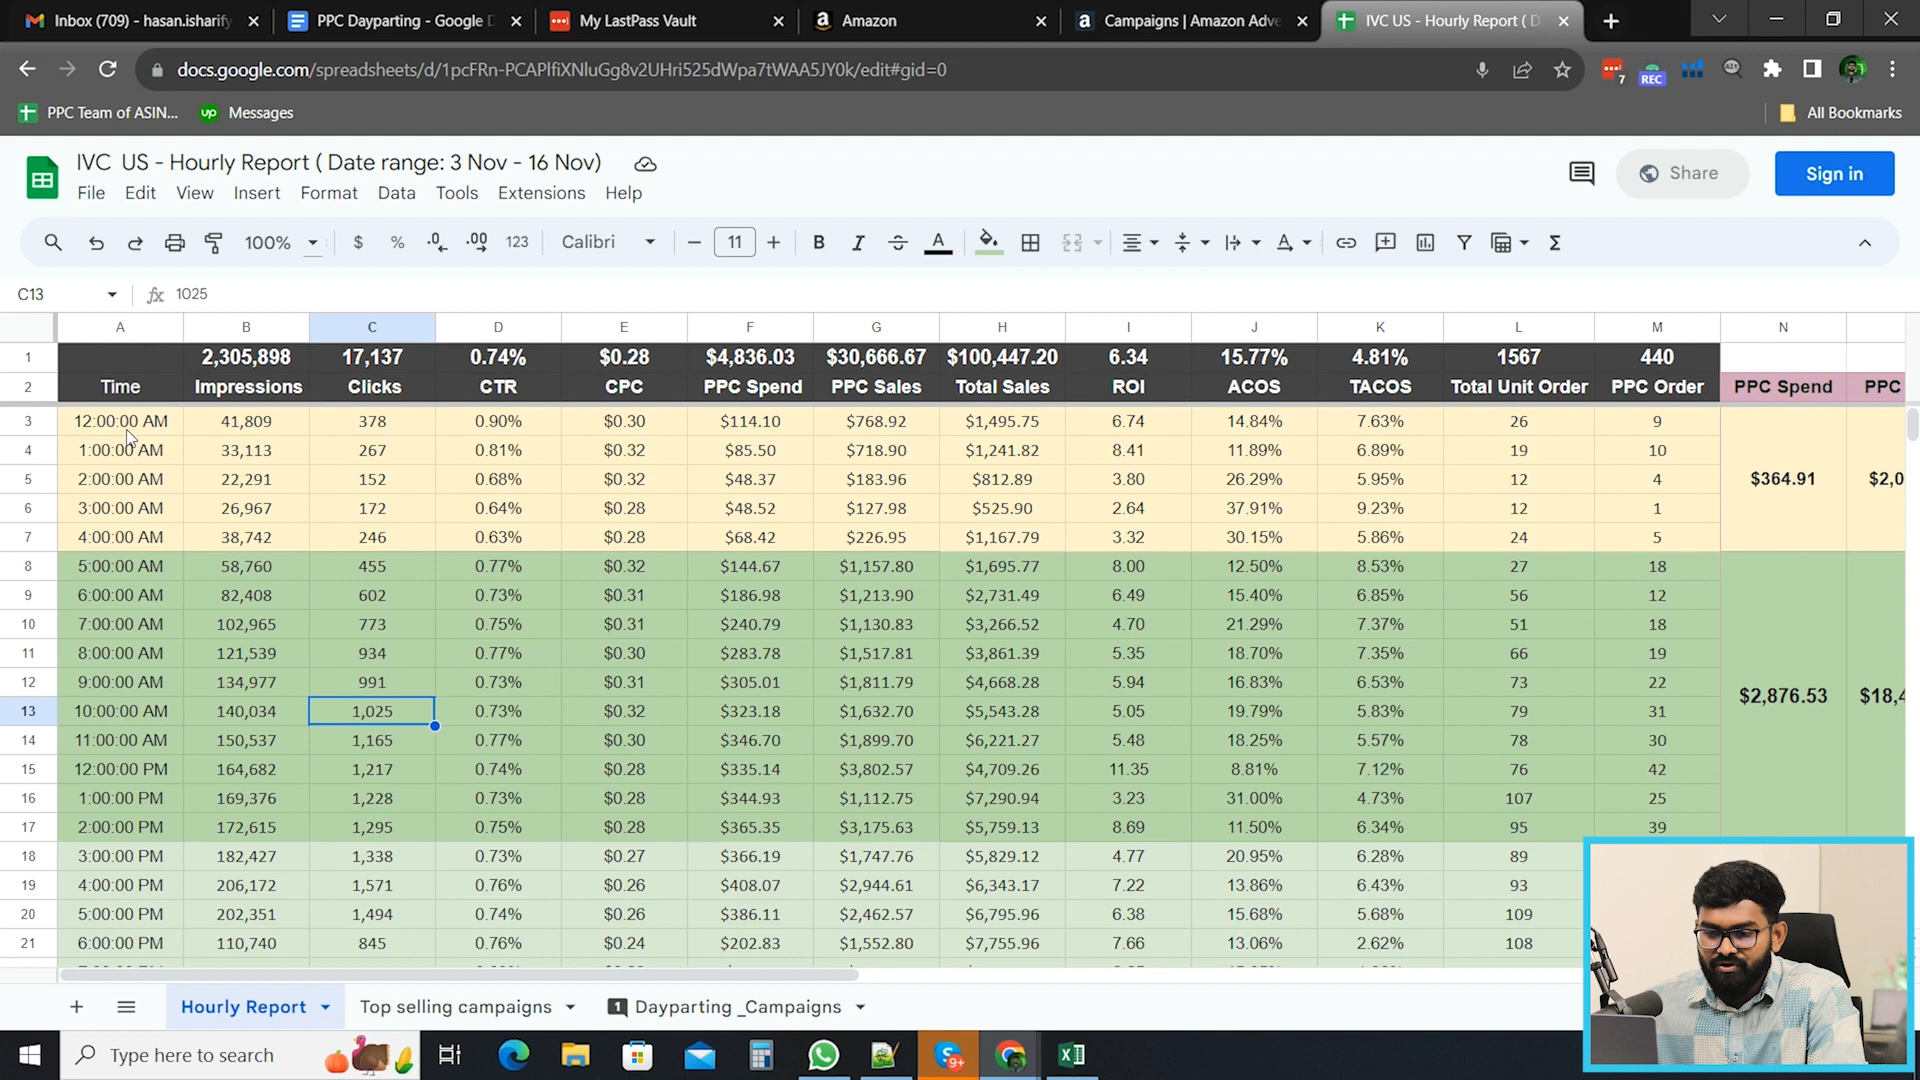 Inbox (709) - hasan.isharify
PPC Dayparting - Google D
My LastPass Vault
Amazon
Campaigns | Amazon Adve
IVC US - Hourly Report ( D
docs.google.com/spreadsheets/d/1pcFRn-PCAPlfiXNluGg8v2UHri525dWpa7tWAA5JY0k/edit#gid=0
7
REC
PPC Team of ASIN...
up Messages
All Bookmarks
IVC US - Hourly Report ( Date range: 3 Nov - 16 Nov)
Share
Sign in
File Edit View Insert Format Data Tools Extensions Help
100% $ % .0 .00 123 Calibri 11 B I A Σ
C13 fx 1025
A B C D E F G H I J K L M N
1 2,305,898 17,137 0.74% $0.28 $4,836.03 $30,666.67 $100,447.20 6.34 15.77% 4.81% 1567 440
2 Time Impressions Clicks CTR CPC PPC Spend PPC Sales Total Sales ROI ACOS TACOS Total Unit Order PPC Order PPC Spend PPC
3 12:00:00 AM 41,809 378 0.90% $0.30 $114.10 $768.92 $1,495.75 6.74 14.84% 7.63% 26 9
4 1:00:00 AM 33,113 267 0.81% $0.32 $85.50 $718.90 $1,241.82 8.41 11.89% 6.89% 19 10
5 2:00:00 AM 22,291 152 0.68% $0.32 $48.37 $183.96 $812.89 3.80 26.29% 5.95% 12 4 $364.91 $2,0
6 3:00:00 AM 26,967 172 0.64% $0.28 $48.52 $127.98 $525.90 2.64 37.91% 9.23% 12 1
7 4:00:00 AM 38,742 246 0.63% $0.28 $68.42 $226.95 $1,167.79 3.32 30.15% 5.86% 24 5
8 5:00:00 AM 58,760 455 0.77% $0.32 $144.67 $1,157.80 $1,695.77 8.00 12.50% 8.53% 27 18
9 6:00:00 AM 82,408 602 0.73% $0.31 $186.98 $1,213.90 $2,731.49 6.49 15.40% 6.85% 56 12
10 7:00:00 AM 102,965 773 0.75% $0.31 $240.79 $1,130.83 $3,266.52 4.70 21.29% 7.37% 51 18
11 8:00:00 AM 121,539 934 0.77% $0.30 $283.78 $1,517.81 $3,861.39 5.35 18.70% 7.35% 66 19
12 9:00:00 AM 134,977 991 0.73% $0.31 $305.01 $1,811.79 $4,668.28 5.94 16.83% 6.53% 73 22
13 10:00:00 AM 140,034 1,025 0.73% $0.32 $323.18 $1,632.70 $5,543.28 5.05 19.79% 5.83% 79 31 $2,876.53 $18,4
14 11:00:00 AM 150,537 1,165 0.77% $0.30 $346.70 $1,899.70 $6,221.27 5.48 18.25% 5.57% 78 30
15 12:00:00 PM 164,682 1,217 0.74% $0.28 $335.14 $3,802.57 $4,709.26 11.35 8.81% 7.12% 76 42
16 1:00:00 PM 169,376 1,228 0.73% $0.28 $344.93 $1,112.75 $7,290.94 3.23 31.00% 4.73% 107 25
17 2:00:00 PM 172,615 1,295 0.75% $0.28 $365.35 $3,175.63 $5,759.13 8.69 11.50% 6.34% 95 39
18 3:00:00 PM 182,427 1,338 0.73% $0.27 $366.19 $1,747.76 $5,829.12 4.77 20.95% 6.28% 89
19 4:00:00 PM 206,172 1,571 0.76% $0.26 $408.07 $2,944.61 $6,343.17 7.22 13.86% 6.43% 93
20 5:00:00 PM 202,351 1,494 0.74% $0.26 $386.11 $2,462.57 $6,795.96 6.38 15.68% 5.68% 109
21 6:00:00 PM 110,740 845 0.76% $0.24 $202.83 $1,552.80 $7,755.96 7.66 13.06% 2.62% 108
Hourly Report Top selling campaigns 1 Dayparting _Campaigns
Type here to search
9+